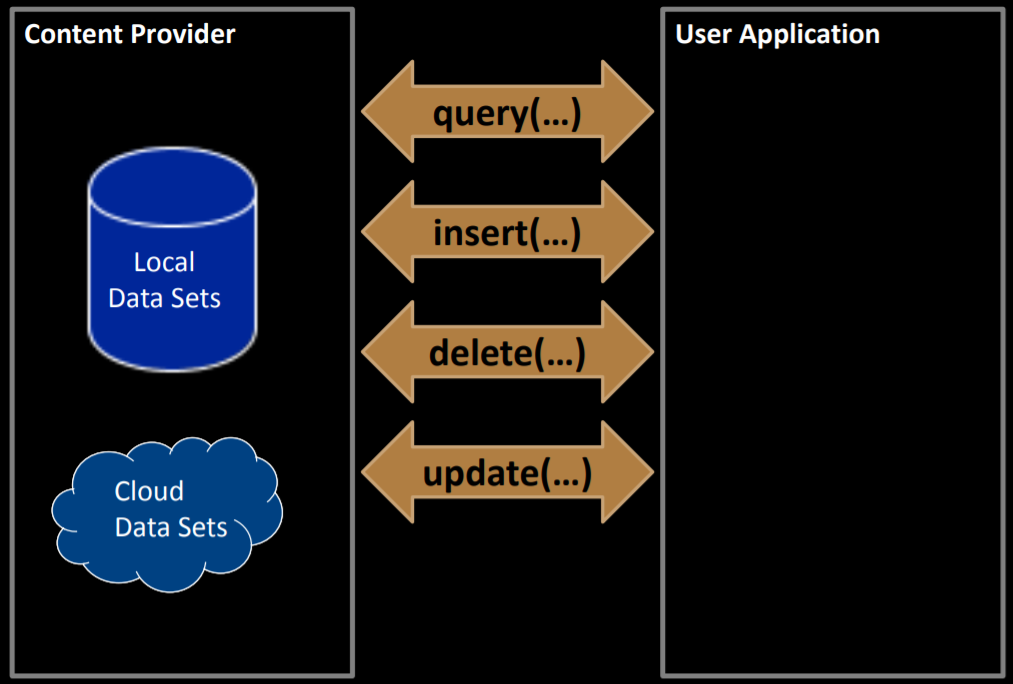 Content Provider
User Application
query(...)
insert(...)
delete(...)
update(...)
Local
Data Sets
Cloud
Data Sets